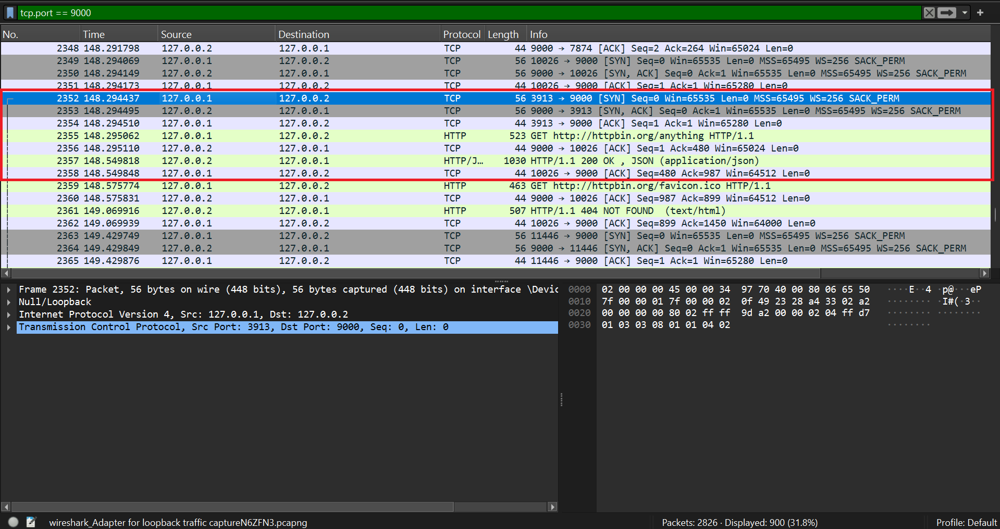 tcp.port == 9000
No. Time Source Destination Protocol Length Info
2348 148.291798 127.0.0.2 127.0.0.1 TCP 44 9000 → 7874 [ACK] Seq=2 Ack=264 Win=65024 Len=0
2349 148.294069 127.0.0.1 127.0.0.2 TCP 56 10026 → 9000 [SYN] Seq=0 Win=65535 Len=0 MSS=65495 WS=256 SACK_PERM
2350 148.294149 127.0.0.2 127.0.0.1 TCP 56 9000 → 10026 [SYN, ACK] Seq=0 Ack=1 Win=65535 Len=0 MSS=65495 WS=256 SACK_PERM
2351 148.294173 127.0.0.1 127.0.0.2 TCP 44 10026 → 9000 [ACK] Seq=1 Ack=1 Win=65280 Len=0
2352 148.294437 127.0.0.1 127.0.0.2 TCP 56 3913 → 9000 [SYN] Seq=0 Win=65535 Len=0 MSS=65495 WS=256 SACK_PERM
2353 148.294495 127.0.0.2 127.0.0.1 TCP 56 9000 → 3913 [SYN, ACK] Seq=0 Ack=1 Win=65535 Len=0 MSS=65495 WS=256 SACK_PERM
2354 148.294510 127.0.0.1 127.0.0.2 TCP 44 3913 → 9000 [ACK] Seq=1 Ack=1 Win=65280 Len=0
2355 148.295062 127.0.0.1 127.0.0.2 HTTP 523 GET http://httpbin.org/anything HTTP/1.1
2356 148.295110 127.0.0.2 127.0.0.1 TCP 44 9000 → 10026 [ACK] Seq=1 Ack=480 Win=65024 Len=0
2357 148.549818 127.0.0.2 127.0.0.1 HTTP/J… 1030 HTTP/1.1 200 OK , JSON (application/json)
2358 148.549848 127.0.0.1 127.0.0.2 TCP 44 10026 → 9000 [ACK] Seq=480 Ack=987 Win=64512 Len=0
2359 148.575774 127.0.0.1 127.0.0.2 HTTP 463 GET http://httpbin.org/favicon.ico HTTP/1.1
2360 148.575831 127.0.0.2 127.0.0.1 TCP 44 9000 → 10026 [ACK] Seq=987 Ack=899 Win=64512 Len=0
2361 149.069916 127.0.0.2 127.0.0.1 HTTP 507 HTTP/1.1 404 NOT FOUND (text/html)
2362 149.069939 127.0.0.1 127.0.0.2 TCP 44 10026 → 9000 [ACK] Seq=899 Ack=1450 Win=64000 Len=0
2363 149.429749 127.0.0.1 127.0.0.2 TCP 56 11446 → 9000 [SYN] Seq=0 Win=65535 Len=0 MSS=65495 WS=256 SACK_PERM
2364 149.429849 127.0.0.2 127.0.0.1 TCP 56 9000 → 11446 [SYN, ACK] Seq=0 Ack=1 Win=65535 Len=0 MSS=65495 WS=256 SACK_PERM
2365 149.429876 127.0.0.1 127.0.0.2 TCP 44 11446 → 9000 [ACK] Seq=1 Ack=1 Win=65280 Len=0
Frame 2352: Packet, 56 bytes on wire (448 bits), 56 bytes captured (448 bits) on interface \Devic
Null/Loopback
Internet Protocol Version 4, Src: 127.0.0.1, Dst: 127.0.0.2
Transmission Control Protocol, Src Port: 3913, Dst Port: 9000, Seq: 0, Len: 0
0000 02 00 00 00 45 00 00 34 97 70 40 00 80 06 65 50 ····E··4 ·p@···eP
0010 7f 00 00 01 7f 00 00 02 0f 49 23 28 a4 33 02 a2 ········ ·I#(·3··
0020 00 00 00 00 80 02 ff ff 9d a2 00 00 02 04 ff d7 ········ ········
0030 01 03 03 08 01 01 04 02 ········
wireshark_Adapter for loopback traffic captureN6ZFN3.pcapng
Packets: 2826 · Displayed: 900 (31.8%)
Profile: Default